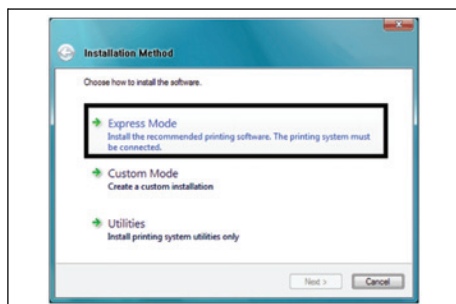 Installation Method
Choose how to install the software.
Express Mode
Install the recommended printing software. The printing system must
be connected.
Custom Mode
Create a custom installation
Utilities
Install printing system utilities only
Next >
Cancel